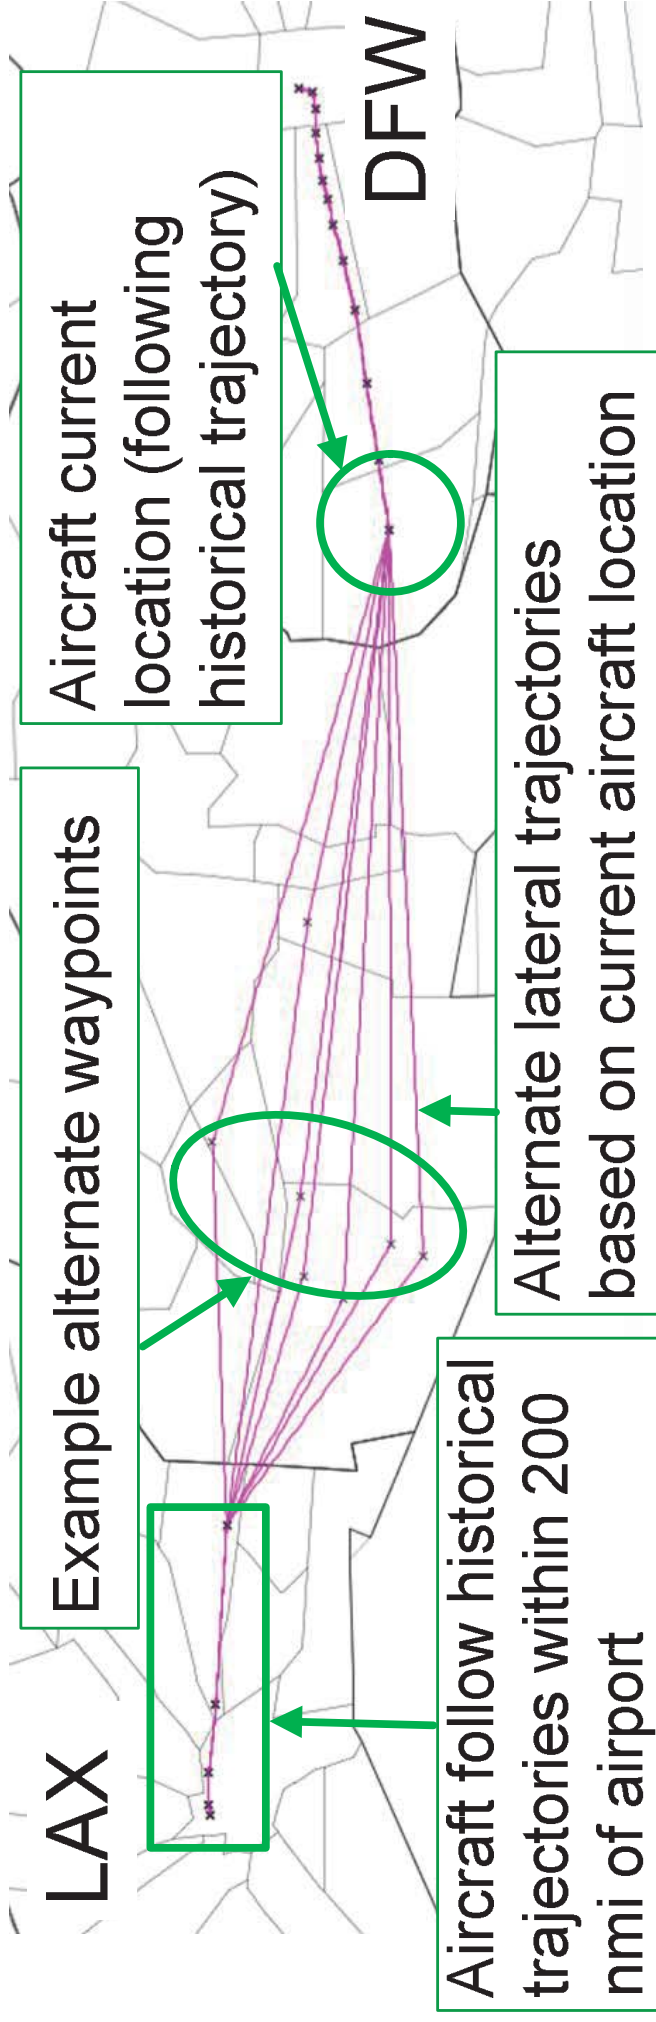 LAX
Example alternate waypoints
Aircraft current
location (following
historical trajectory)
DFW
Aircraft follow historical
trajectories within 200
nmi of airport
Alternate lateral trajectories
based on current aircraft location